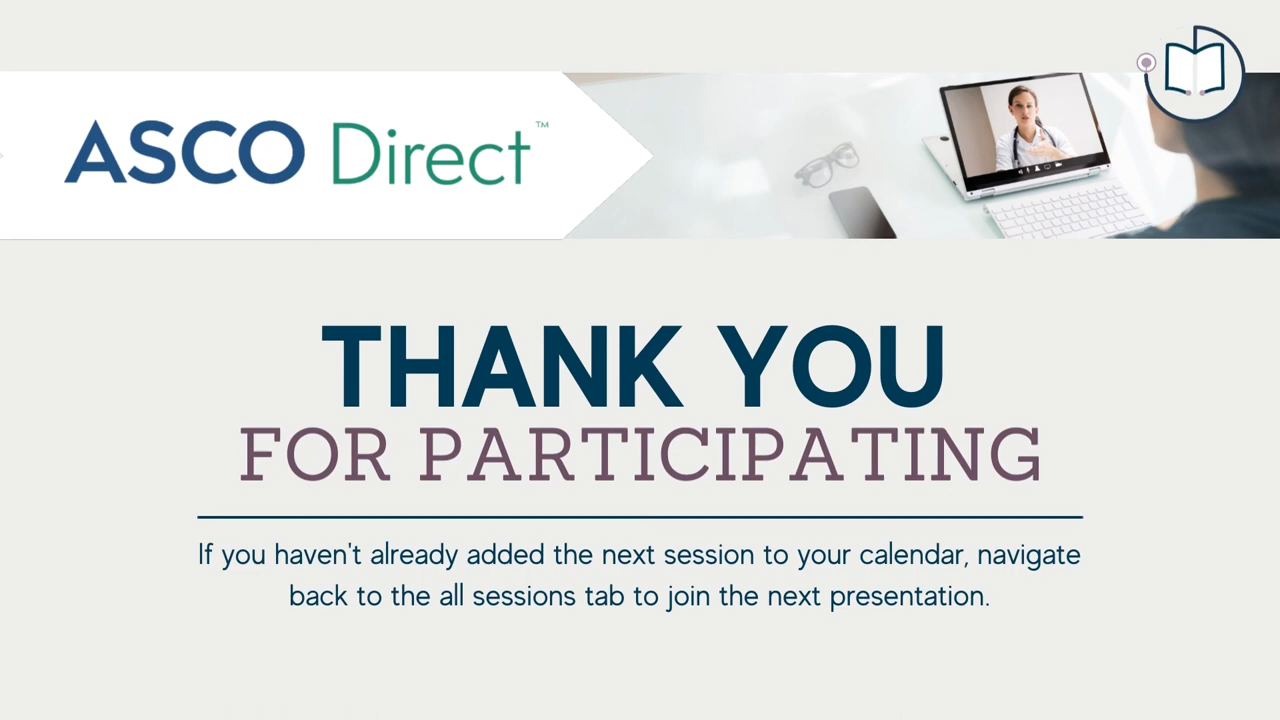 ASCO Direct™
THANK YOU
FOR PARTICIPATING
If you haven't already added the next session to your calendar, navigate
back to the all sessions tab to join the next presentation.